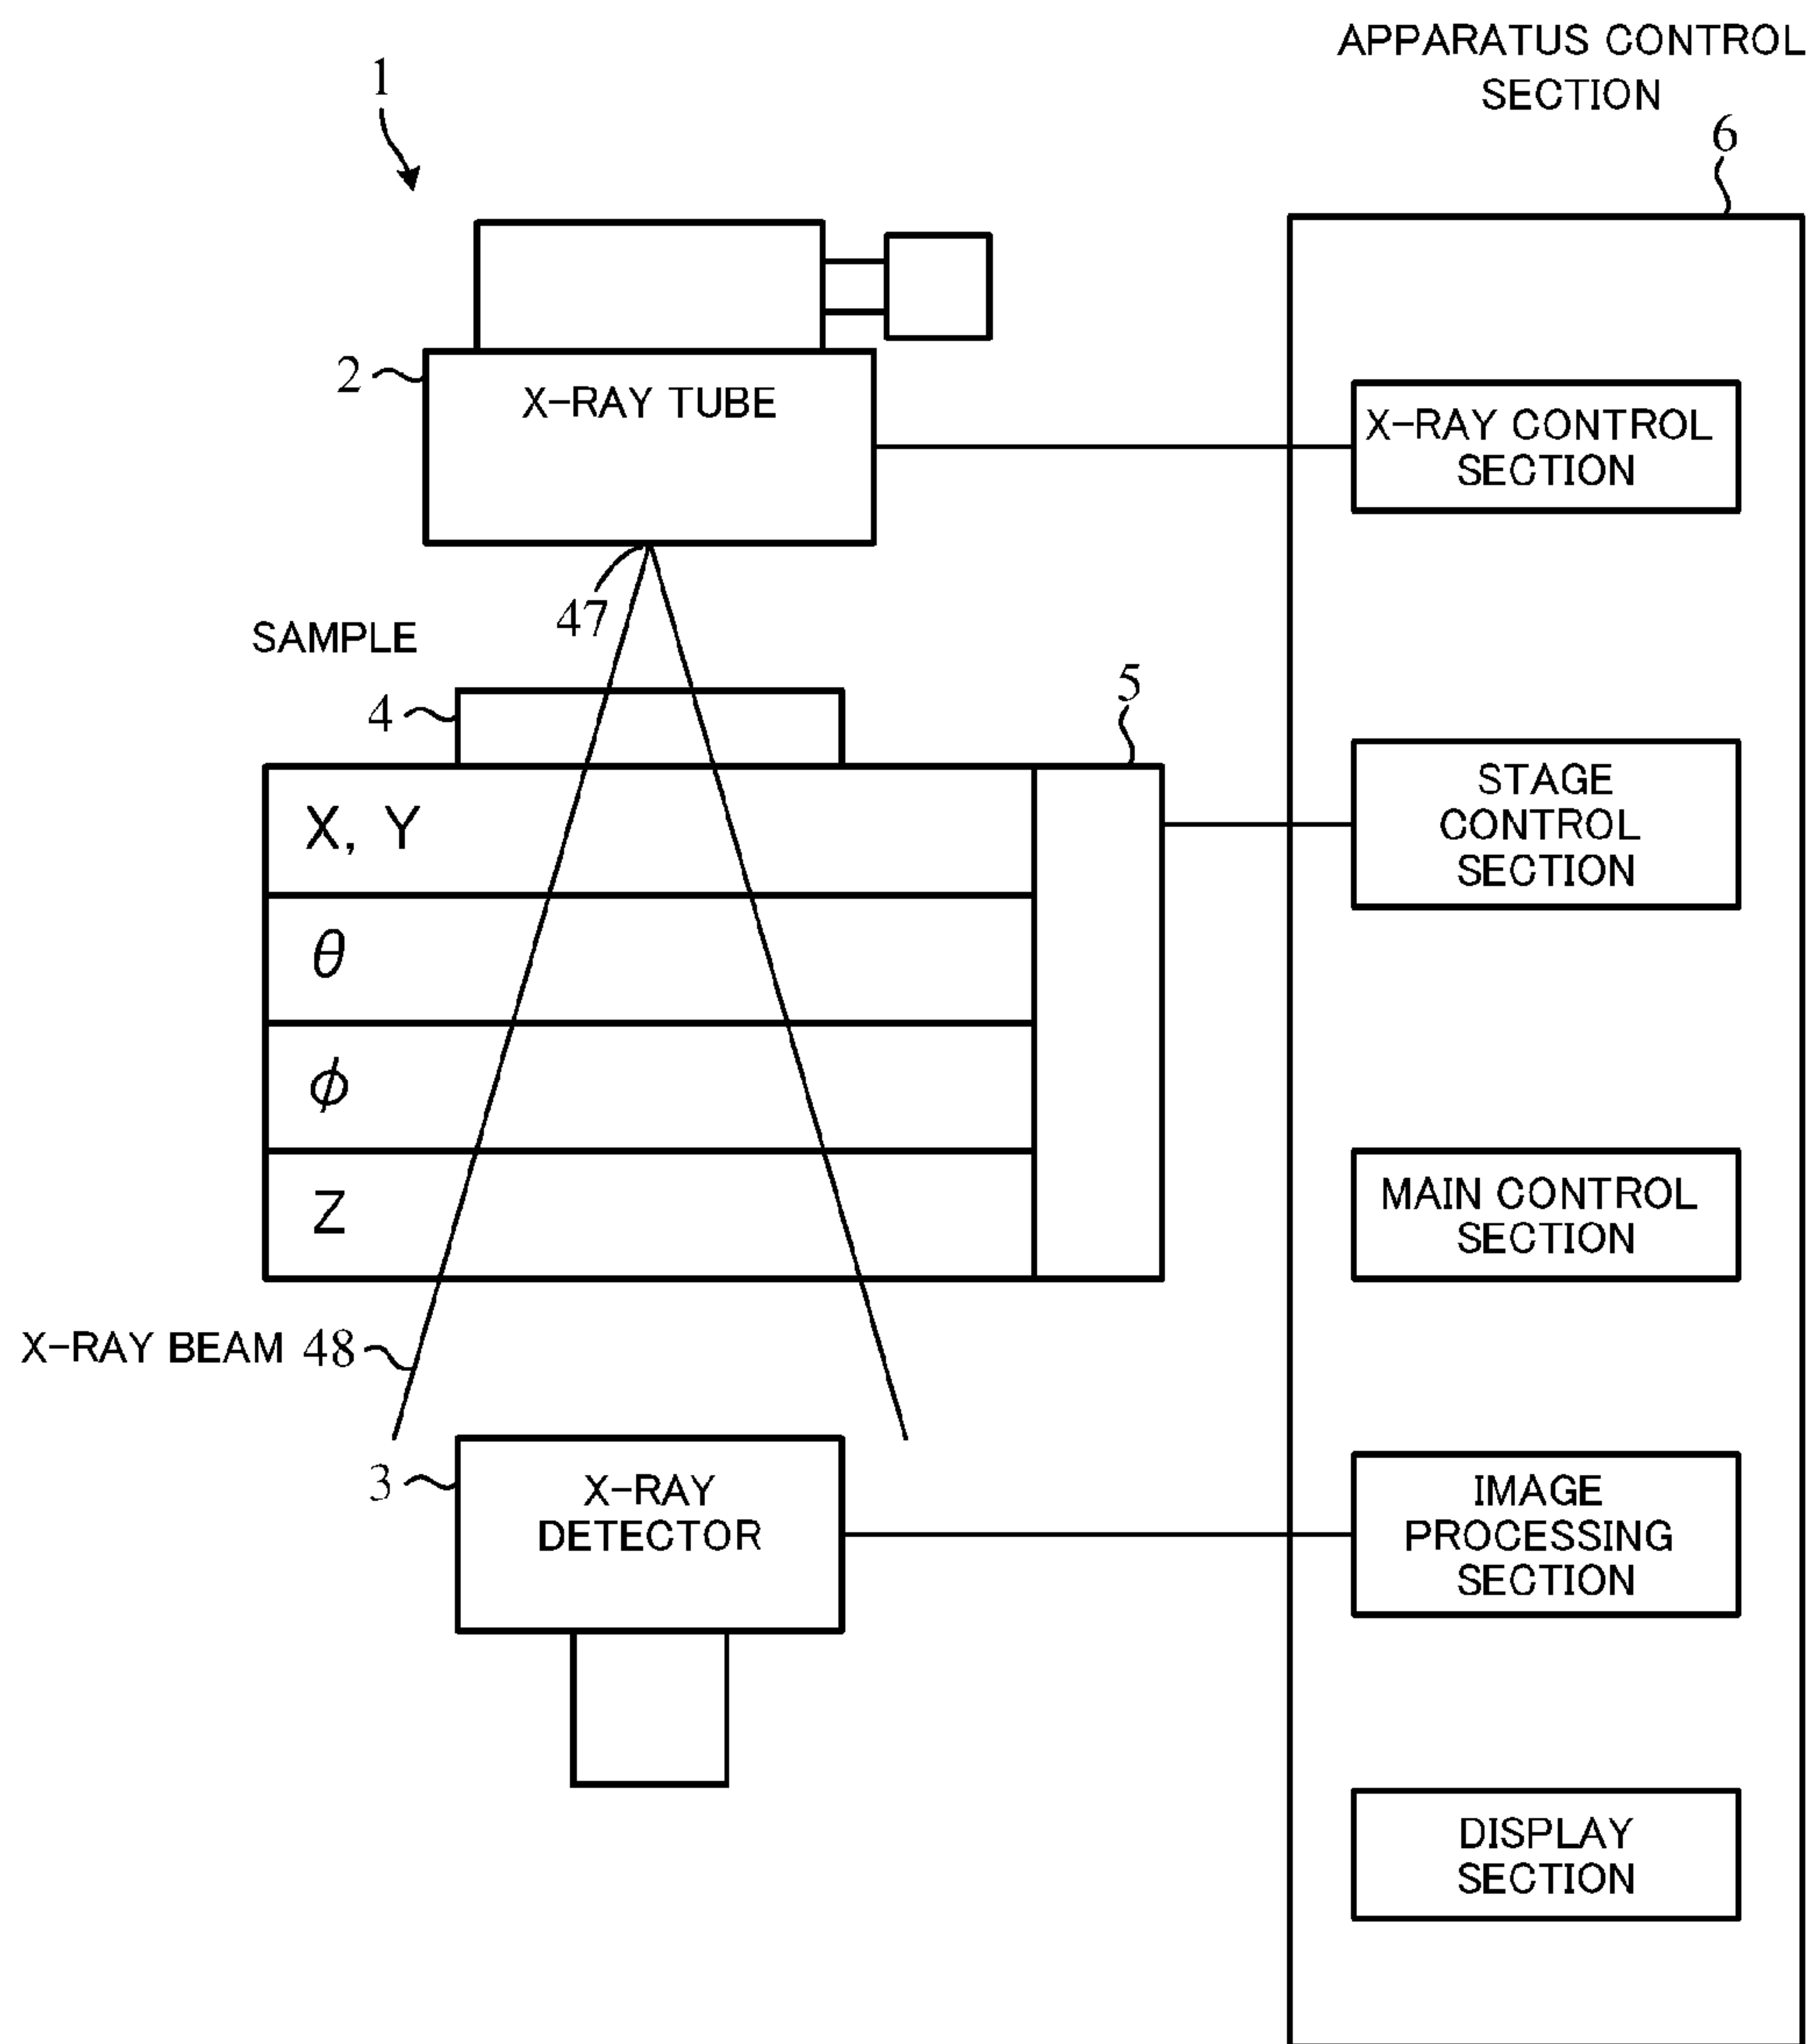 APPARATUS CONTROL
SECTION
1
6
2
X-RAY TUBE
X-RAY CONTROL
SECTION
47
SAMPLE
4
5
X, Y
STAGE
CONTROL
SECTION
θ
ϕ
Z
MAIN CONTROL
SECTION
X-RAY BEAM 48
3
X-RAY
DETECTOR
IMAGE
PROCESSING
SECTION
DISPLAY
SECTION